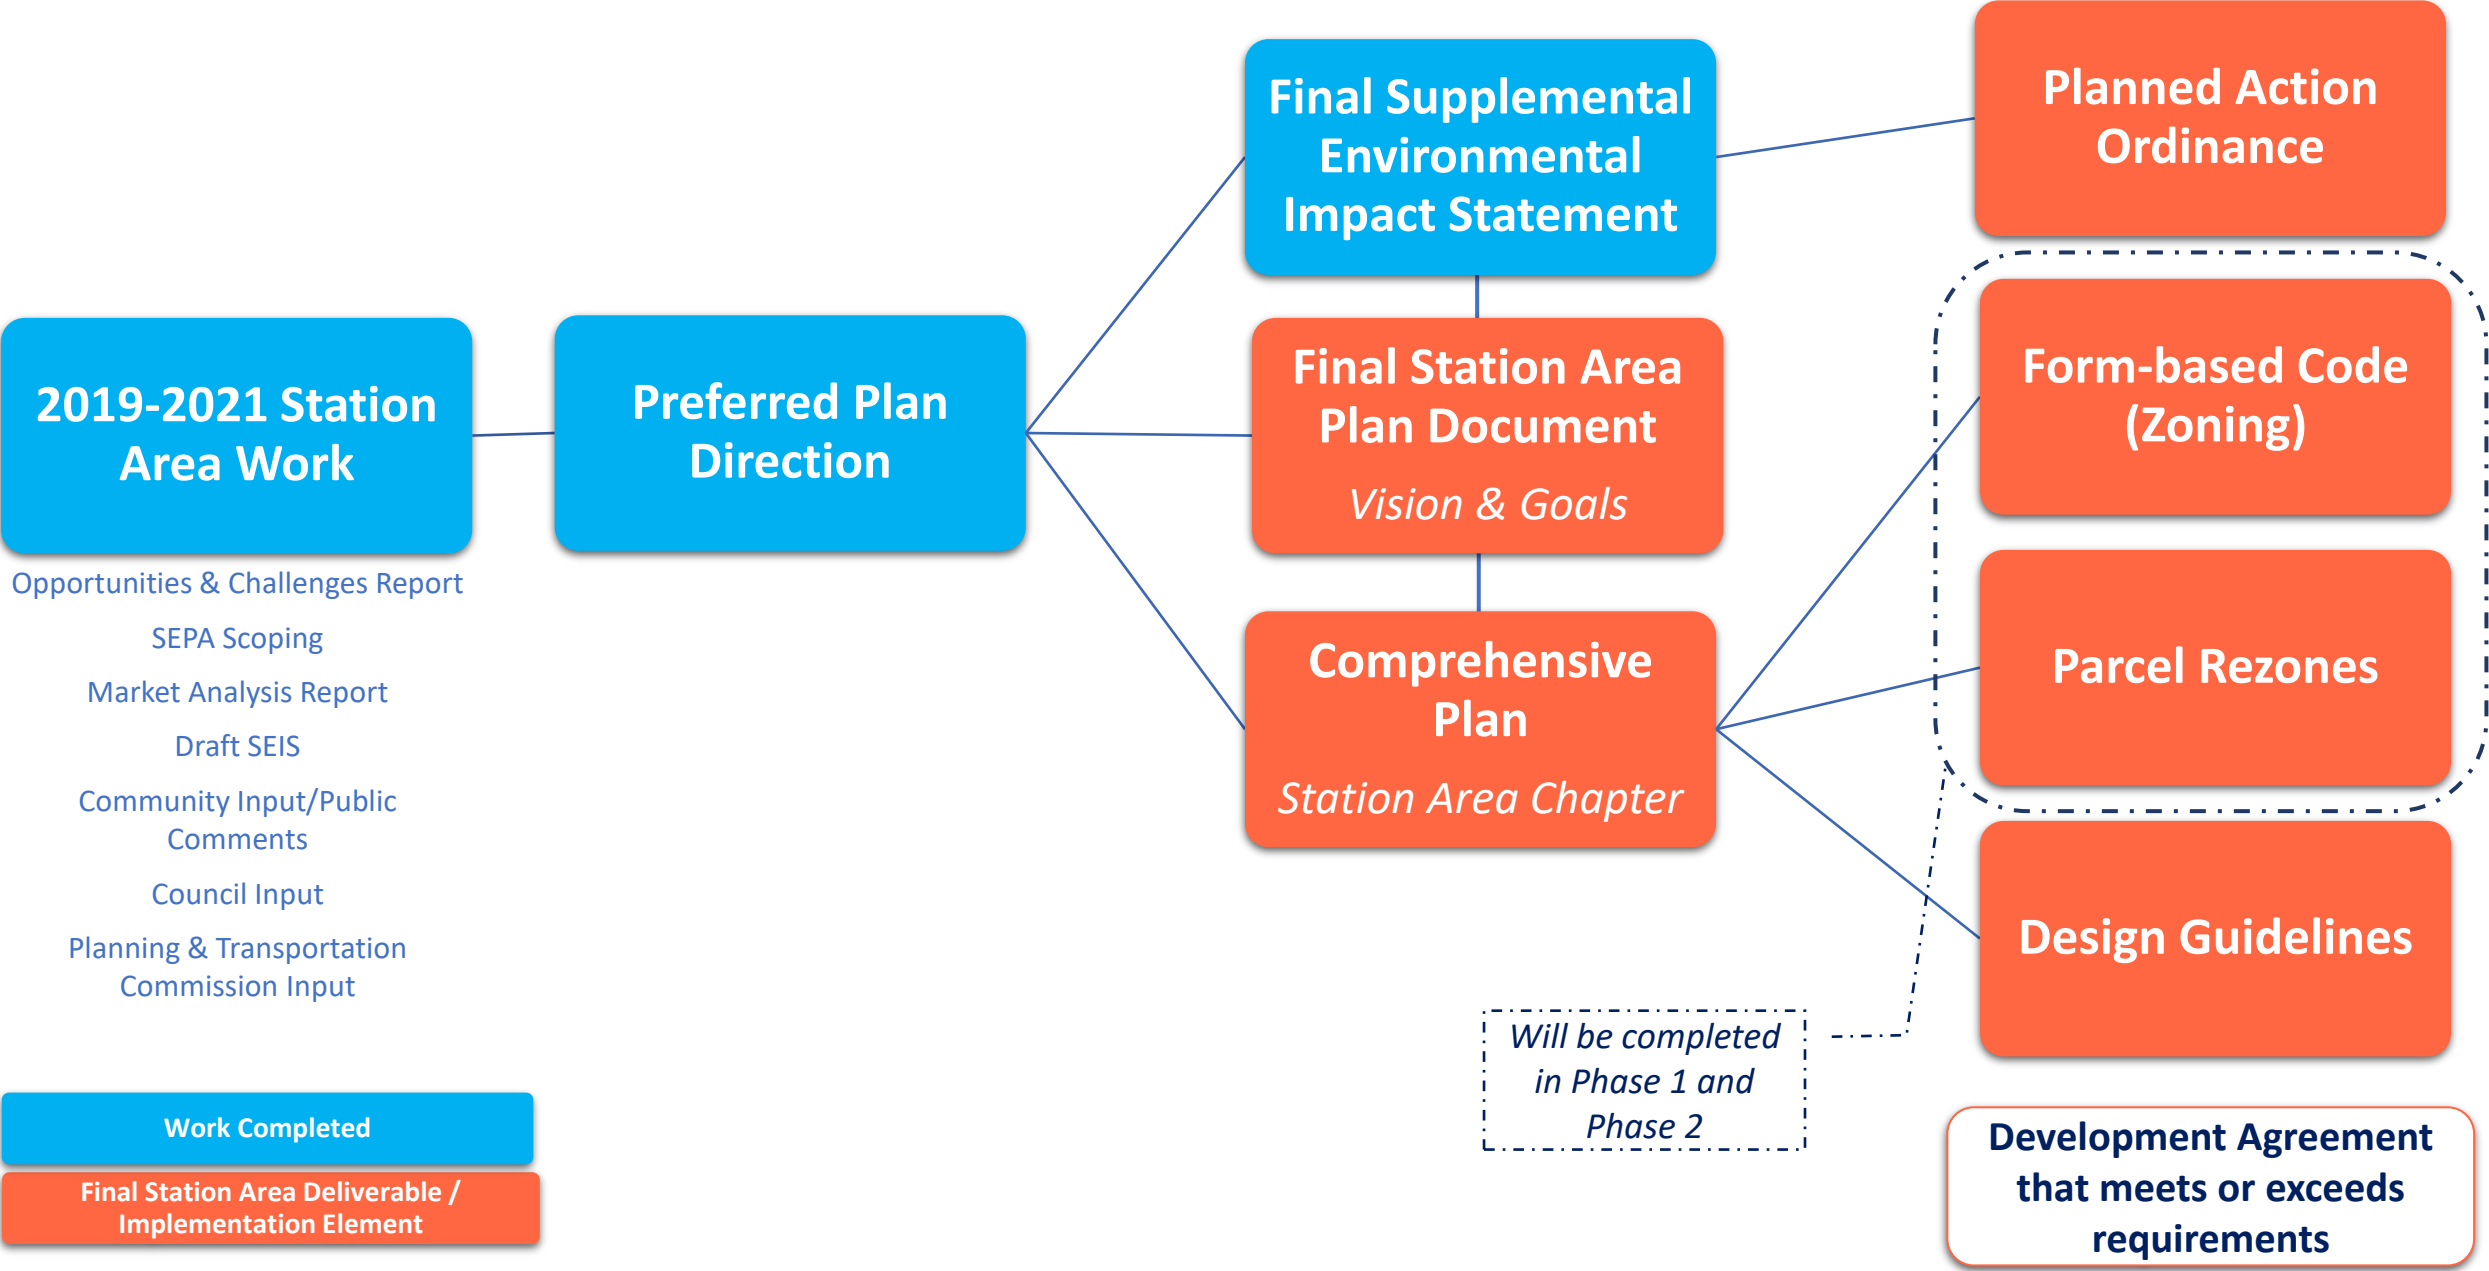 2019-2021 Station
Area Work
Opportunities & Challenges Report
SEPA Scoping
Market Analysis Report
Draft SEIS
Community Input/Public
Comments
Council Input
Planning & Transportation
Commission Input
Preferred Plan
Direction
Final Supplemental
Environmental
Impact Statement
Final Station Area
Plan Document
Vision & Goals
Comprehensive
Plan
Station Area Chapter
Planned Action
Ordinance
Form-based Code
(Zoning)
Parcel Rezones
Design Guidelines
Will be completed
in Phase 1 and
Phase 2
Development Agreement
that meets or exceeds
requirements
Work Completed
Final Station Area Deliverable /
Implementation Element